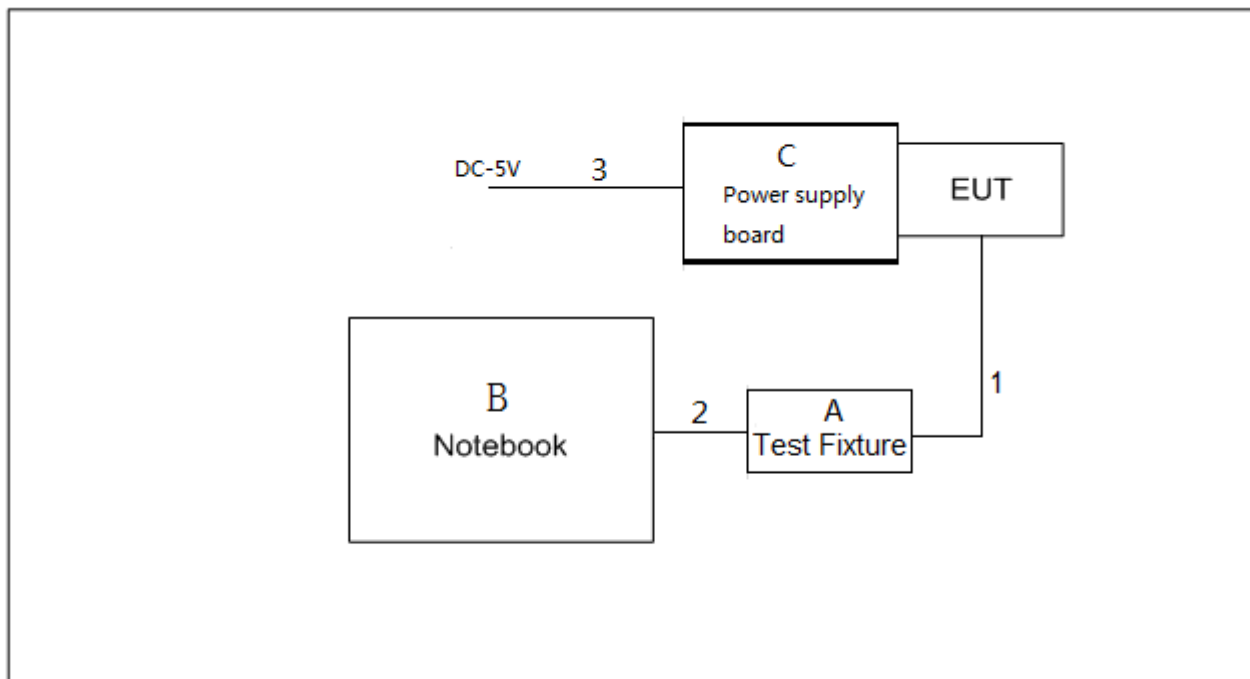 DC-5V
3
C
Power supply
board
EUT
B
Notebook
2
A
Test Fixture
1